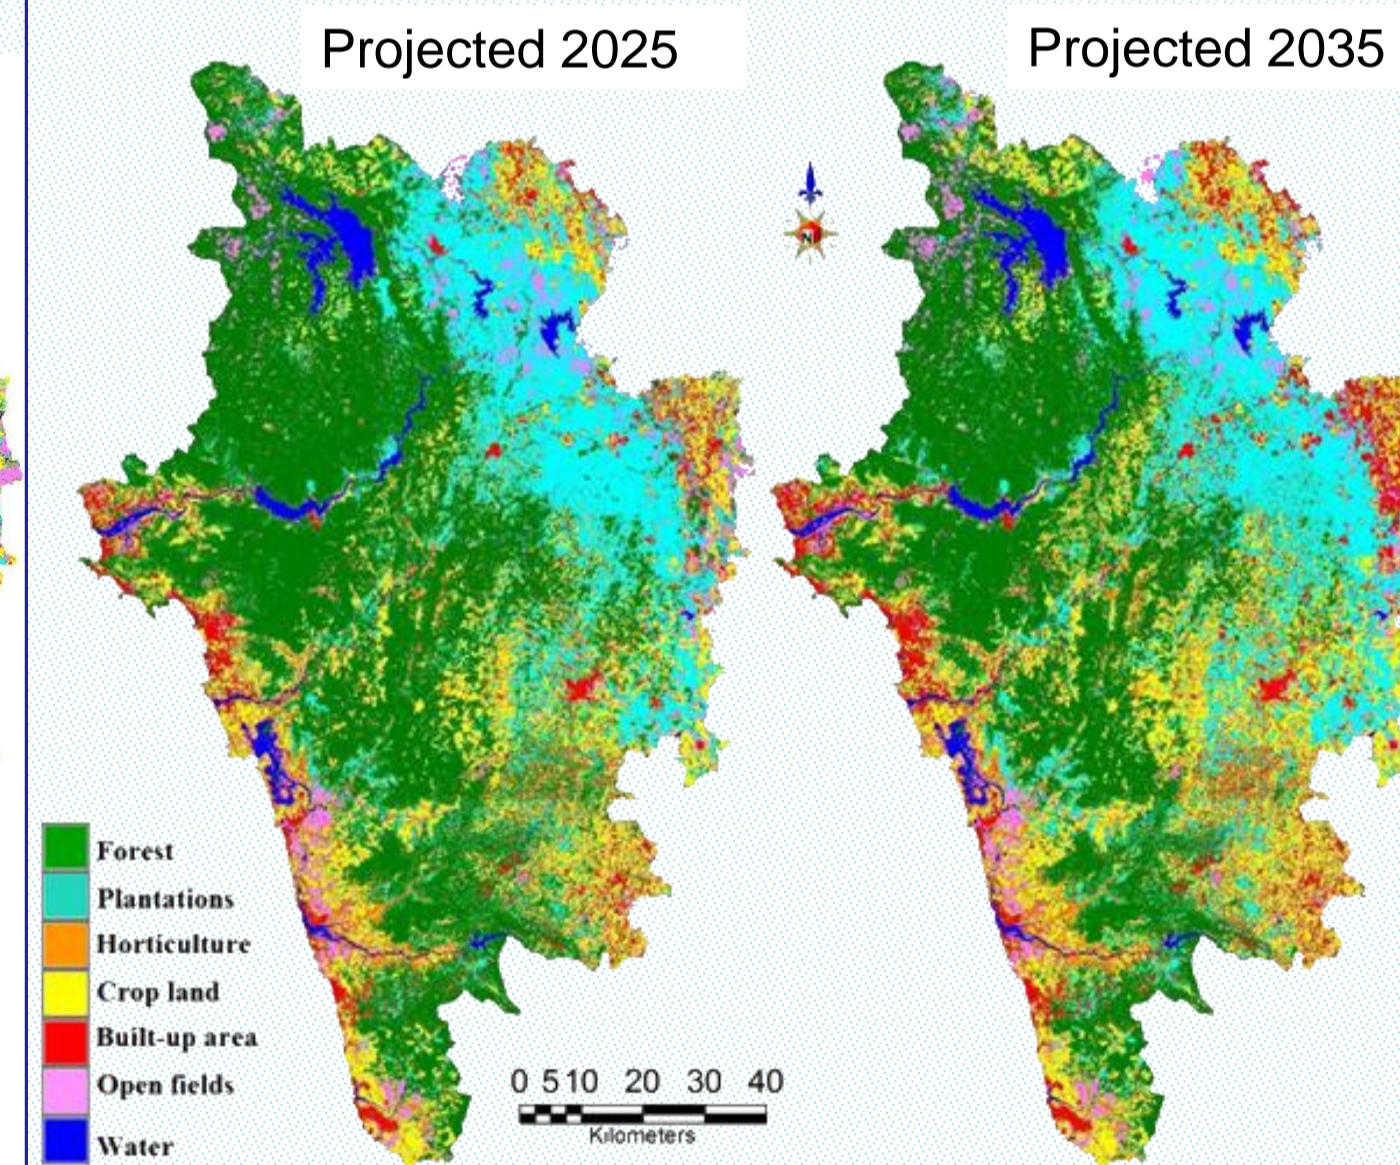 Projected 2025
Projected 2035
N
Forest
Plantations
Horticulture
Crop land
Built-up area
Open fields
Water
0 5 10 20 30 40
Kilometers